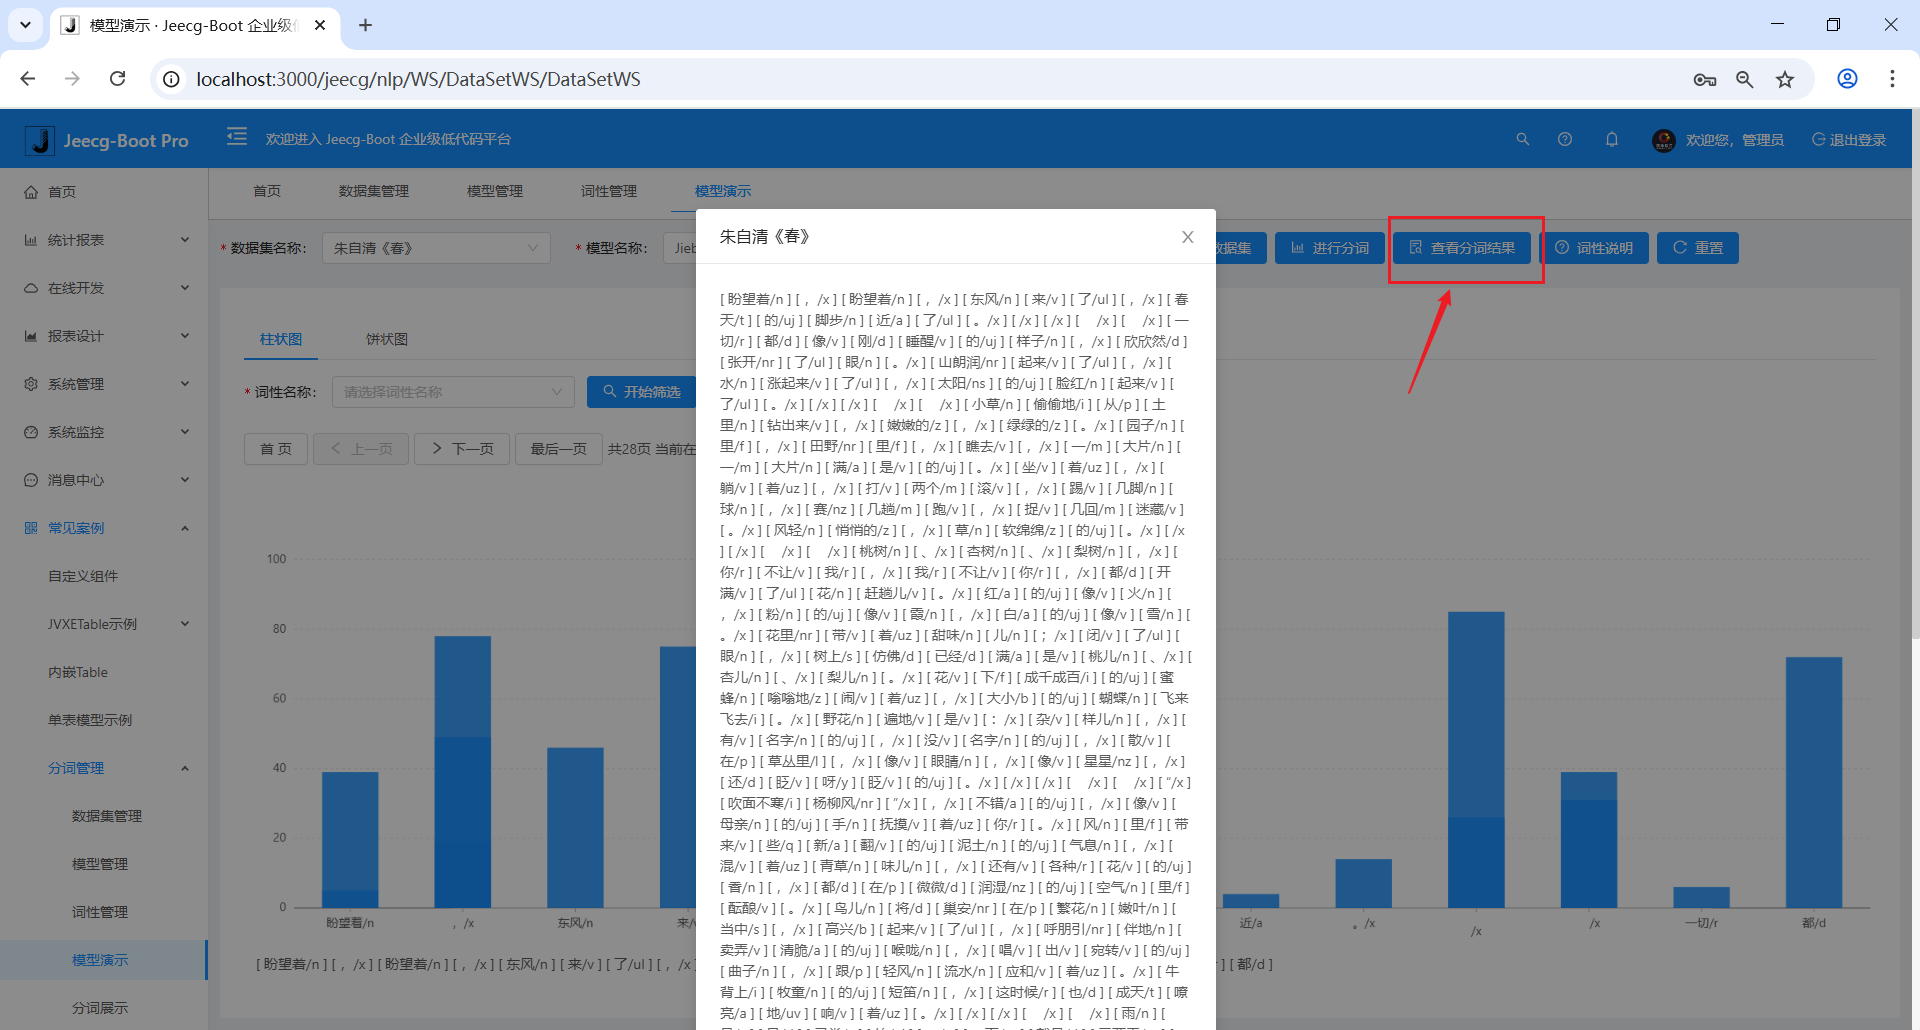 模型演示 · Jeecg-Boot 企业级低
localhost:3000/jeecg/nlp/WS/DataSetWS/DataSetWS
Jeecg-Boot Pro
欢迎进入 Jeecg-Boot 企业级低代码平台
欢迎您，管理员
退出登录
首页
统计报表
在线开发
报表设计
系统管理
系统监控
消息中心
常见案例
自定义组件
JVXETable示例
内嵌Table
单表模型示例
分词管理
数据集管理
模型管理
词性管理
模型演示
分词展示
首页 数据集管理 模型管理 词性管理 模型演示
* 数据集名称： 朱自清《春》 * 模型名称： Jieb
数据集 进行分词 查看分词结果 词性说明 重置
柱状图 饼状图
* 词性名称： 请选择词性名称 开始筛选
首 页 上一页 下一页 最后一页 共28页 当前在
100
80
60
40
20
0
盼望着/n ，/x 东风/n 来/v 近/a 。/x /x /x 一切/r 都/d
[ 盼望着/n ] [ ，/x ] [ 盼望着/n ] [ ，/x ] [ 东风/n ] [ 来/v ] [ 了/ul ] [ ，/x ] [ 都/d ]
朱自清《春》
[ 盼望着/n ] [ ，/x ] [ 盼望着/n ] [ ，/x ] [ 东风/n ] [ 来/v ] [ 了/ul ] [ ，/x ] [ 春
天/t ] [ 的/uj ] [ 脚步/n ] [ 近/a ] [ 了/ul ] [ 。/x ] [ /x ] [ /x ] [ 　/x ] [ 　/x ] [ 一
切/r ] [ 都/d ] [ 像/v ] [ 刚/d ] [ 睡醒/v ] [ 的/uj ] [ 样子/n ] [ ，/x ] [ 欣欣然/d ]
[ 张开/nr ] [ 了/ul ] [ 眼/n ] [ 。/x ] [ 山朗润/nr ] [ 起来/v ] [ 了/ul ] [ ，/x ] [
水/n ] [ 涨起来/v ] [ 了/ul ] [ ，/x ] [ 太阳/ns ] [ 的/uj ] [ 脸红/n ] [ 起来/v ] [
了/ul ] [ 。/x ] [ /x ] [ /x ] [ 　/x ] [ 　/x ] [ 小草/n ] [ 偷偷地/i ] [ 从/p ] [ 土
里/n ] [ 钻出来/v ] [ ，/x ] [ 嫩嫩的/z ] [ ，/x ] [ 绿绿的/z ] [ 。/x ] [ 园子/n ] [
里/f ] [ ，/x ] [ 田野/nr ] [ 里/f ] [ ，/x ] [ 瞧去/v ] [ ，/x ] [ 一/m ] [ 大片/n ] [
一/m ] [ 大片/n ] [ 满/a ] [ 是/v ] [ 的/uj ] [ 。/x ] [ 坐/v ] [ 着/uz ] [ ，/x ] [
躺/v ] [ 着/uz ] [ ，/x ] [ 打/v ] [ 两个/m ] [ 滚/v ] [ ，/x ] [ 踢/v ] [ 几脚/n ] [
球/n ] [ ，/x ] [ 赛/nz ] [ 几趟/m ] [ 跑/v ] [ ，/x ] [ 捉/v ] [ 几回/m ] [ 迷藏/v ]
[ 。/x ] [ 风轻/n ] [ 悄悄的/z ] [ ，/x ] [ 草/n ] [ 软绵绵/z ] [ 的/uj ] [ 。/x ] [ /x
] [ /x ] [ 　/x ] [ 　/x ] [ 桃树/n ] [ 、/x ] [ 杏树/n ] [ 、/x ] [ 梨树/n ] [ ，/x ] [
你/r ] [ 不让/v ] [ 我/r ] [ ，/x ] [ 我/r ] [ 不让/v ] [ 你/r ] [ ，/x ] [ 都/d ] [ 开
满/v ] [ 了/ul ] [ 花/n ] [ 赶趟儿/v ] [ 。/x ] [ 红/a ] [ 的/uj ] [ 像/v ] [ 火/n ] [
，/x ] [ 粉/n ] [ 的/uj ] [ 像/v ] [ 霞/n ] [ ，/x ] [ 白/a ] [ 的/uj ] [ 像/v ] [ 雪/n ] [
。/x ] [ 花里/nr ] [ 带/v ] [ 着/uz ] [ 甜味/n ] [ 儿/n ] [ ；/x ] [ 闭/v ] [ 了/ul ] [
眼/n ] [ ，/x ] [ 树上/s ] [ 仿佛/d ] [ 已经/d ] [ 满/a ] [ 是/v ] [ 桃儿/n ] [ 、/x ] [
杏儿/n ] [ 、/x ] [ 梨儿/n ] [ 。/x ] [ 花/v ] [ 下/f ] [ 成千成百/i ] [ 的/uj ] [ 蜜
蜂/n ] [ 嗡嗡地/z ] [ 闹/v ] [ 着/uz ] [ ，/x ] [ 大小/b ] [ 的/uj ] [ 蝴蝶/n ] [ 飞来
飞去/i ] [ 。/x ] [ 野花/n ] [ 遍地/v ] [ 是/v ] [ ：/x ] [ 杂/v ] [ 样儿/n ] [ ，/x ] [
有/v ] [ 名字/n ] [ 的/uj ] [ ，/x ] [ 没/v ] [ 名字/n ] [ 的/uj ] [ ，/x ] [ 散/v ] [
在/p ] [ 草丛里/l ] [ ，/x ] [ 像/v ] [ 眼睛/n ] [ ，/x ] [ 像/v ] [ 星星/nz ] [ ，/x ]
[ 还/d ] [ 眨/v ] [ 呀/y ] [ 眨/v ] [ 的/uj ] [ 。/x ] [ /x ] [ /x ] [ 　/x ] [ 　/x ] [ “/x ]
[ 吹面不寒/i ] [ 杨柳风/nr ] [ ”/x ] [ ，/x ] [ 不错/a ] [ 的/uj ] [ ，/x ] [ 像/v ] [
母亲/n ] [ 的/uj ] [ 手/n ] [ 抚摸/v ] [ 着/uz ] [ 你/r ] [ 。/x ] [ 风/n ] [ 里/f ] [ 带
来/v ] [ 些/q ] [ 新/a ] [ 翻/v ] [ 的/uj ] [ 泥土/n ] [ 的/uj ] [ 气息/n ] [ ，/x ] [
混/v ] [ 着/uz ] [ 青草/n ] [ 味儿/n ] [ ，/x ] [ 还有/v ] [ 各种/r ] [ 花/v ] [ 的/uj ]
[ 香/n ] [ ，/x ] [ 都/d ] [ 在/p ] [ 微微/d ] [ 润湿/nz ] [ 的/uj ] [ 空气/n ] [ 里/f ]
[ 酝酿/v ] [ 。/x ] [ 鸟儿/n ] [ 将/d ] [ 巢安/nr ] [ 在/p ] [ 繁花/n ] [ 嫩叶/n ] [
当中/s ] [ ，/x ] [ 高兴/b ] [ 起来/v ] [ 了/ul ] [ ，/x ] [ 呼朋引/nr ] [ 伴地/n ] [
卖弄/v ] [ 清脆/a ] [ 的/uj ] [ 喉咙/n ] [ ，/x ] [ 唱/v ] [ 出/v ] [ 宛转/v ] [ 的/uj ]
[ 曲子/n ] [ ，/x ] [ 跟/p ] [ 轻风/n ] [ 流水/n ] [ 应和/v ] [ 着/uz ] [ 。/x ] [ 牛
背上/i ] [ 牧童/n ] [ 的/uj ] [ 短笛/n ] [ ，/x ] [ 这时候/r ] [ 也/d ] [ 成天/t ] [ 嘹
亮/a ] [ 地/uv ] [ 响/v ] [ 着/uz ] [ 。/x ] [ /x ] [ /x ] [ 　/x ] [ 　/x ] [ 雨/n ] [